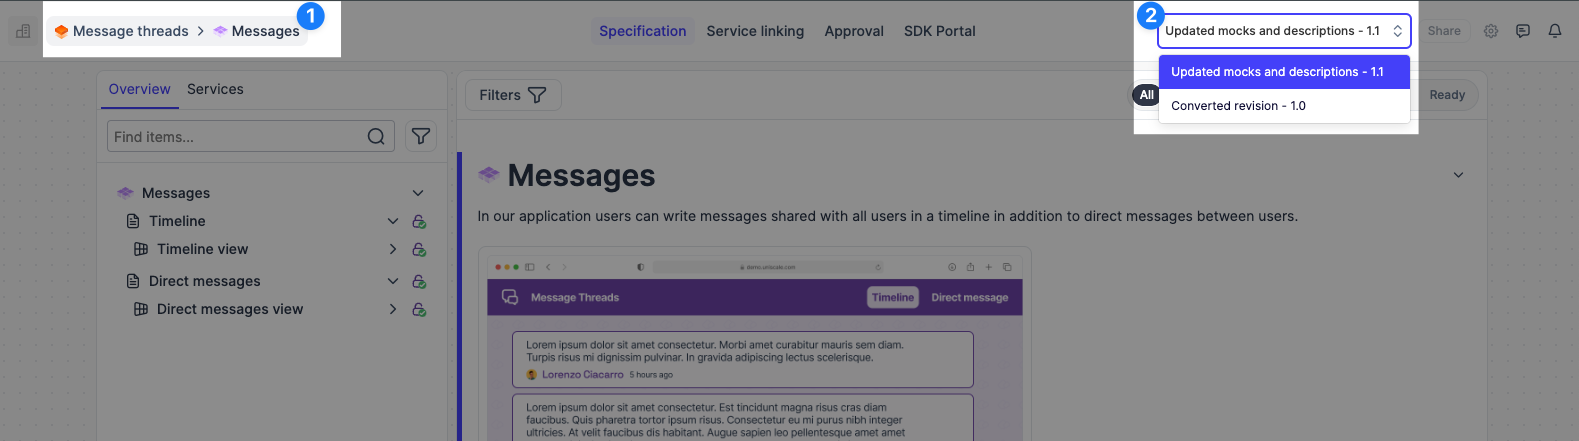 Message threads > Messages
1
Specification
Service linking
Approval
SDK Portal
2
Updated mocks and descriptions - 1.1
Share
Updated mocks and descriptions - 1.1
Converted revision - 1.0
Overview
Services
Find items...
Filters
All
Ready
Messages
Timeline
Timeline view
Direct messages
Direct messages view
Messages
In our application users can write messages shared with all users in a timeline in addition to direct messages between users.
demo.uniscale.com
Message Threads
Timeline
Direct message
Lorem ipsum dolor sit amet consectetur. Morbi amet curabitur mauris sem diam.
Turpis risus mi dignissim pulvinar. In gravida adipiscing lectus scelerisque.
Lorenzo Ciacarro 5 hours ago
Lorem ipsum dolor sit amet consectetur. Est tincidunt magna risus cras diam
faucibus. Quis pharetra tortor ipsum risus. Consectetur eu mi purus nibh integer
ultricies. At velit faucibus dis habitant. Augue sapien leo pellentesque amet amet